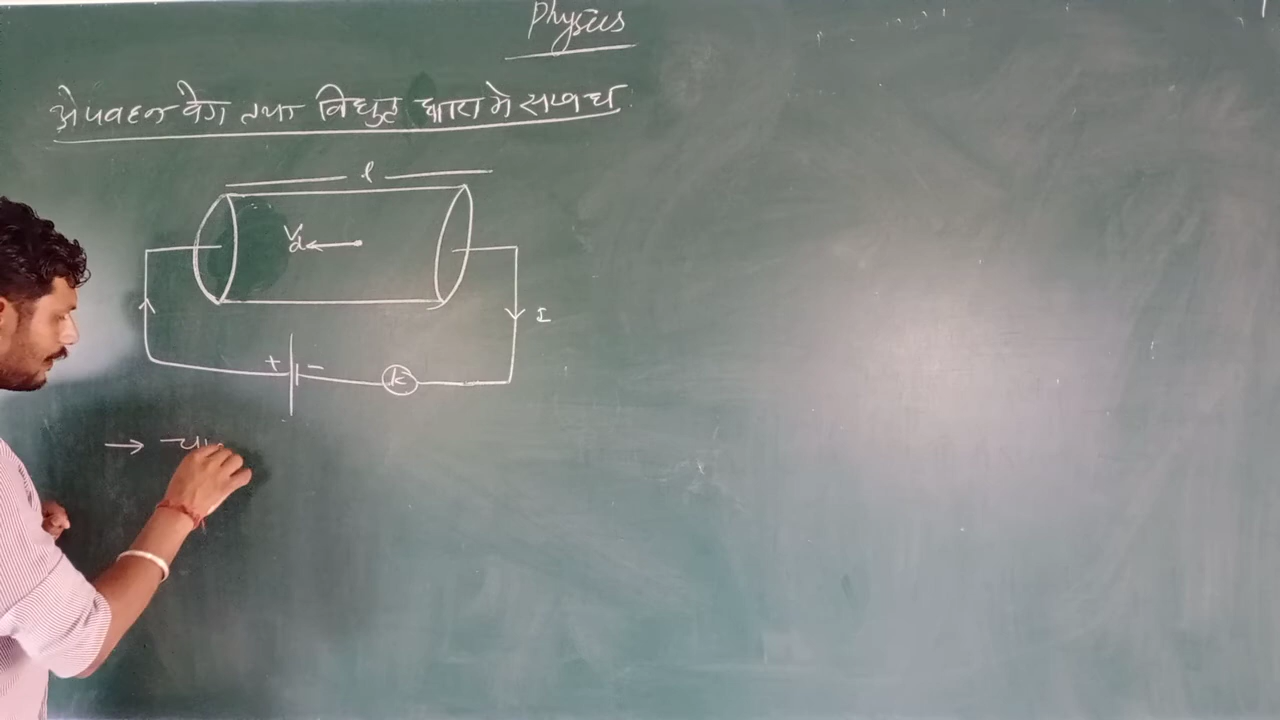 Physics
अपवहन वेग तथा विधुत धारा मे सम्बन्ध
l
Vd
I
+ -
K
→